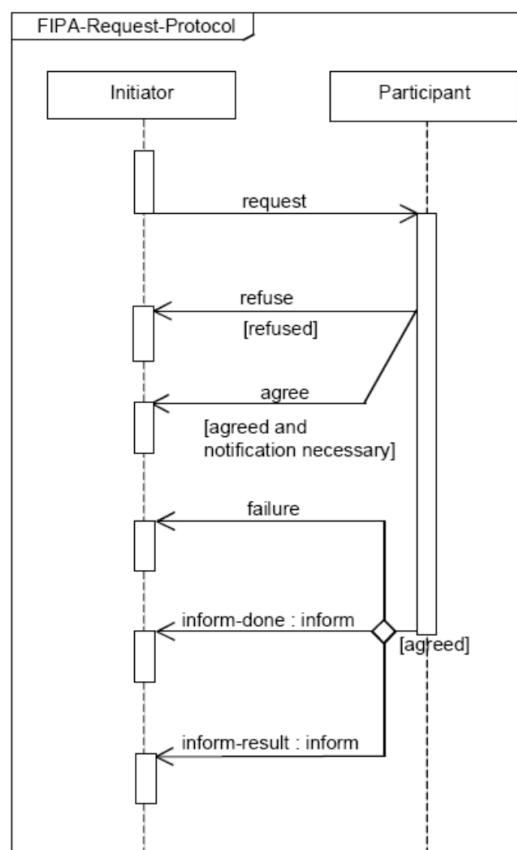 FIPA-Request-Protocol
Initiator
Participant
request
refuse
[refused]
agree
[agreed and
notification necessary]
failure
inform-done : inform
[agreed]
inform-result : inform